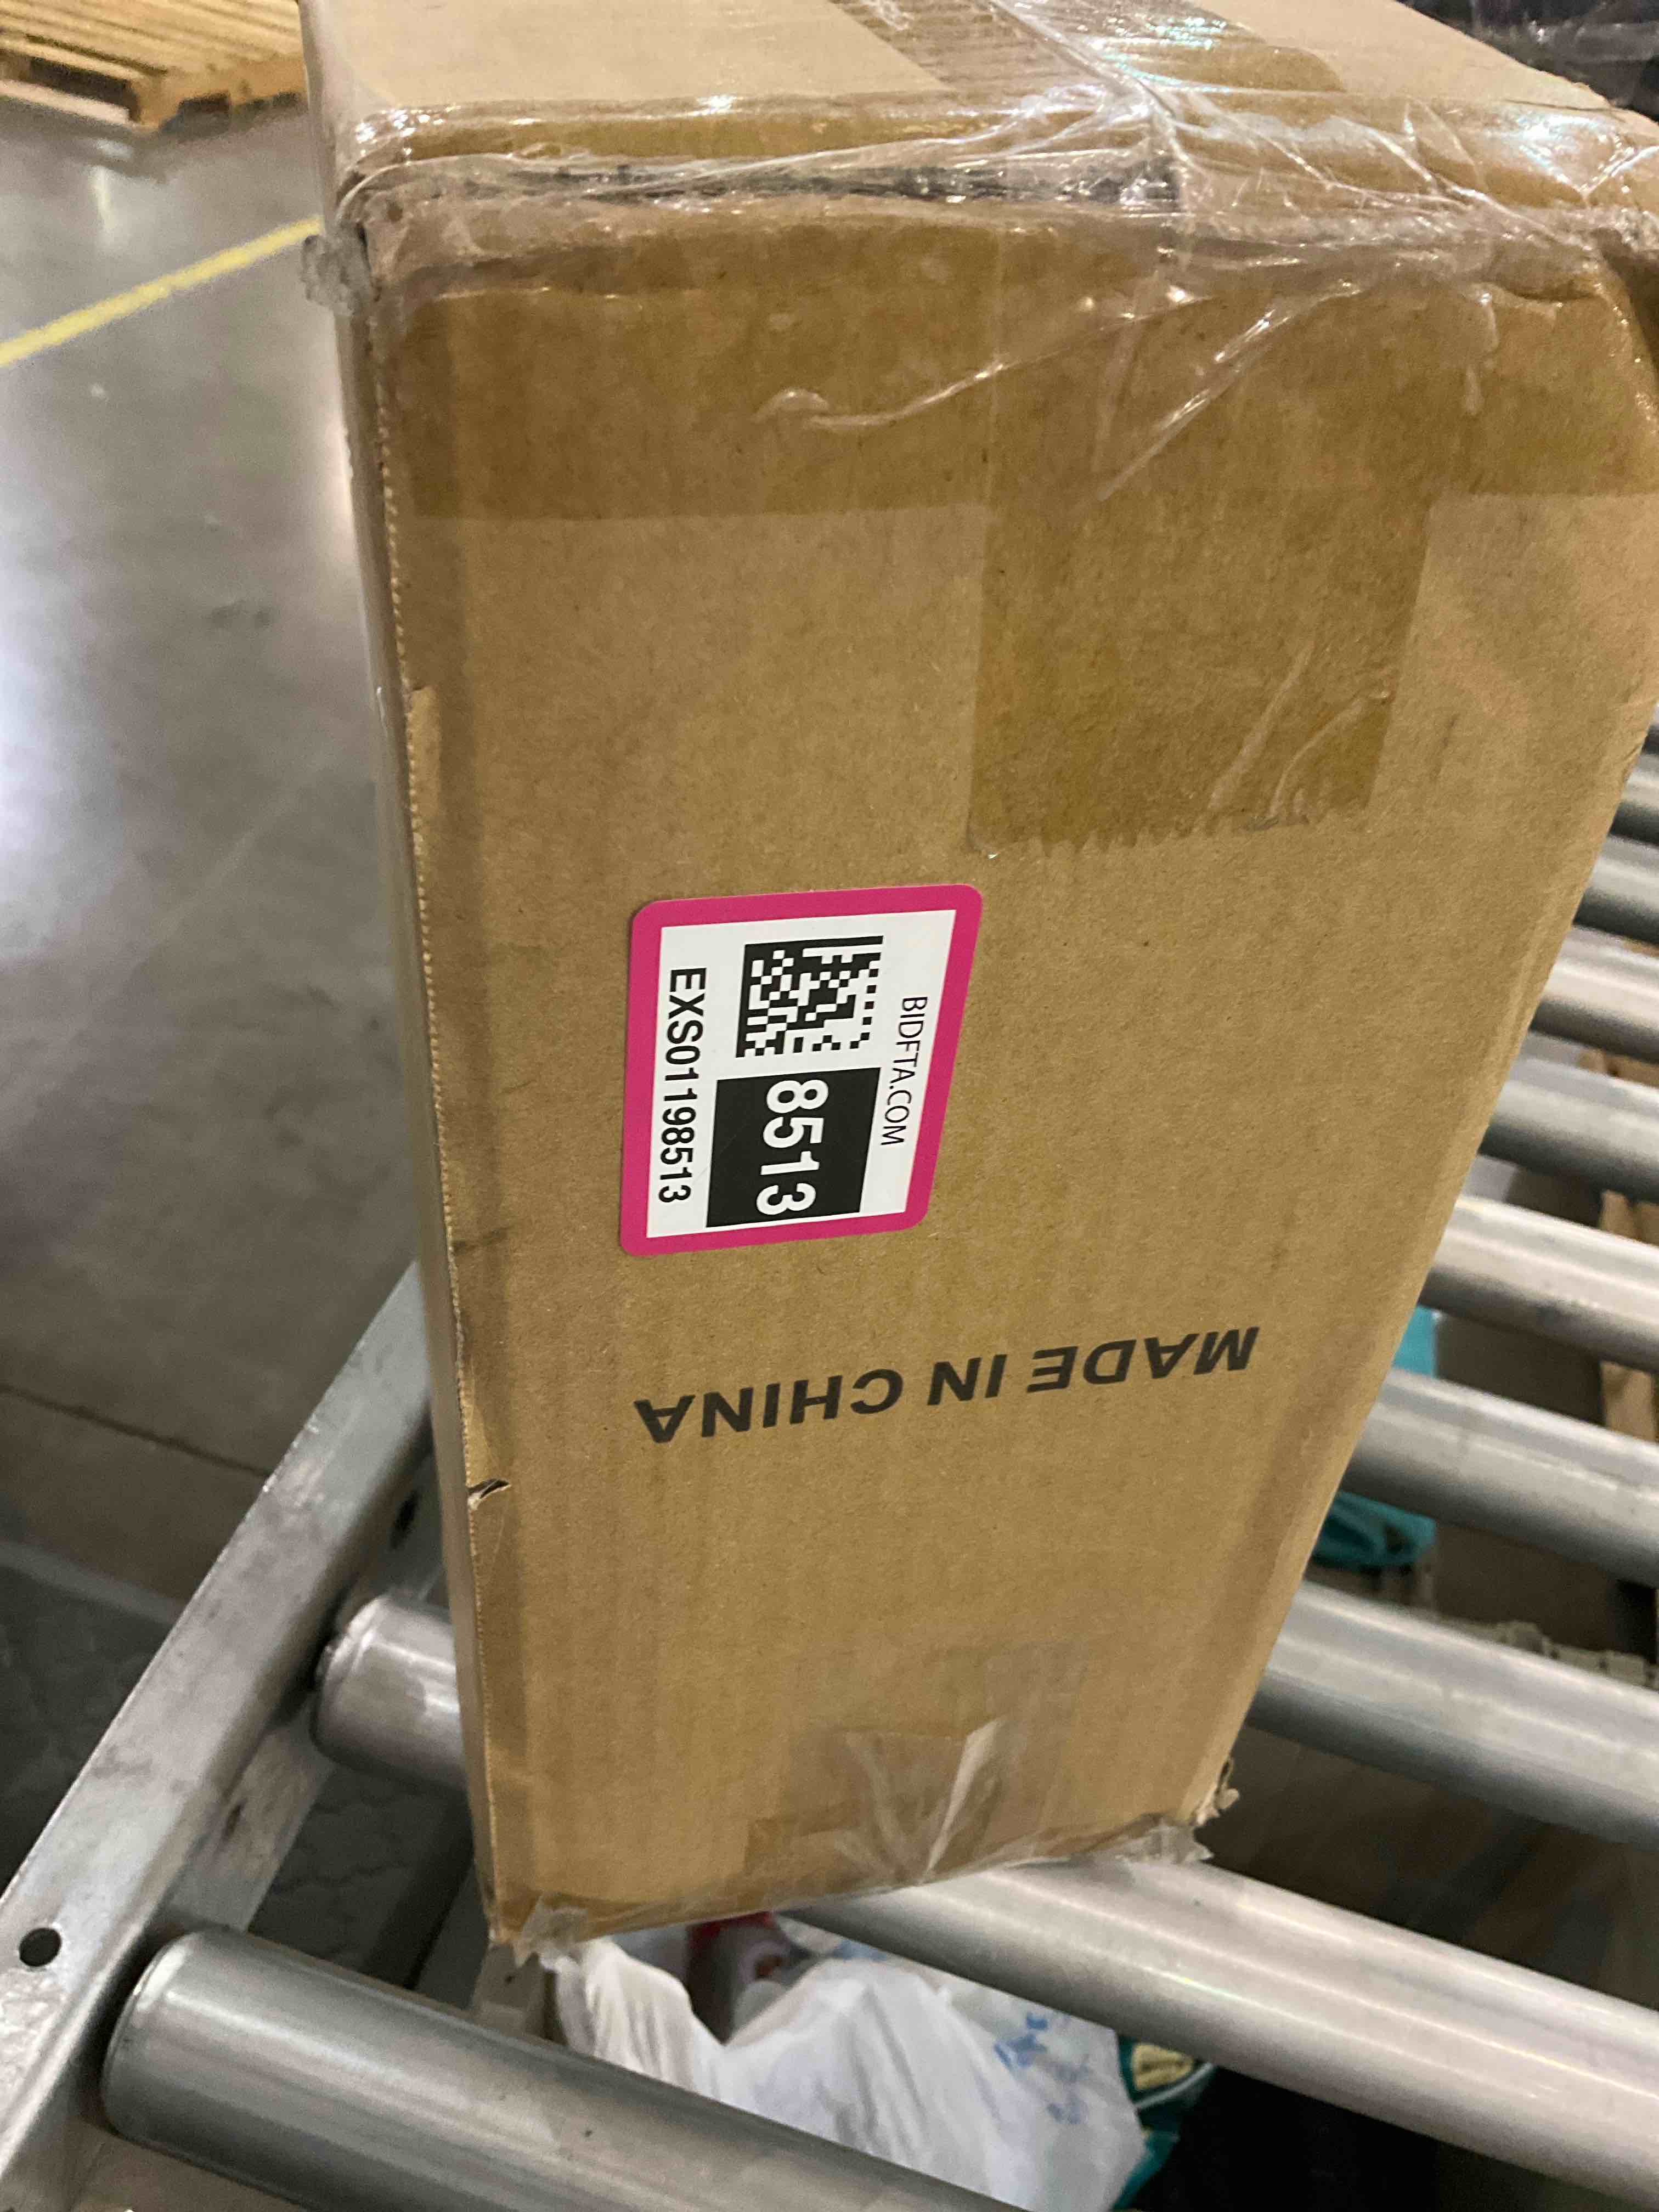 BIDFTA.COM
8513
EXS01198513
MADE IN CHINA